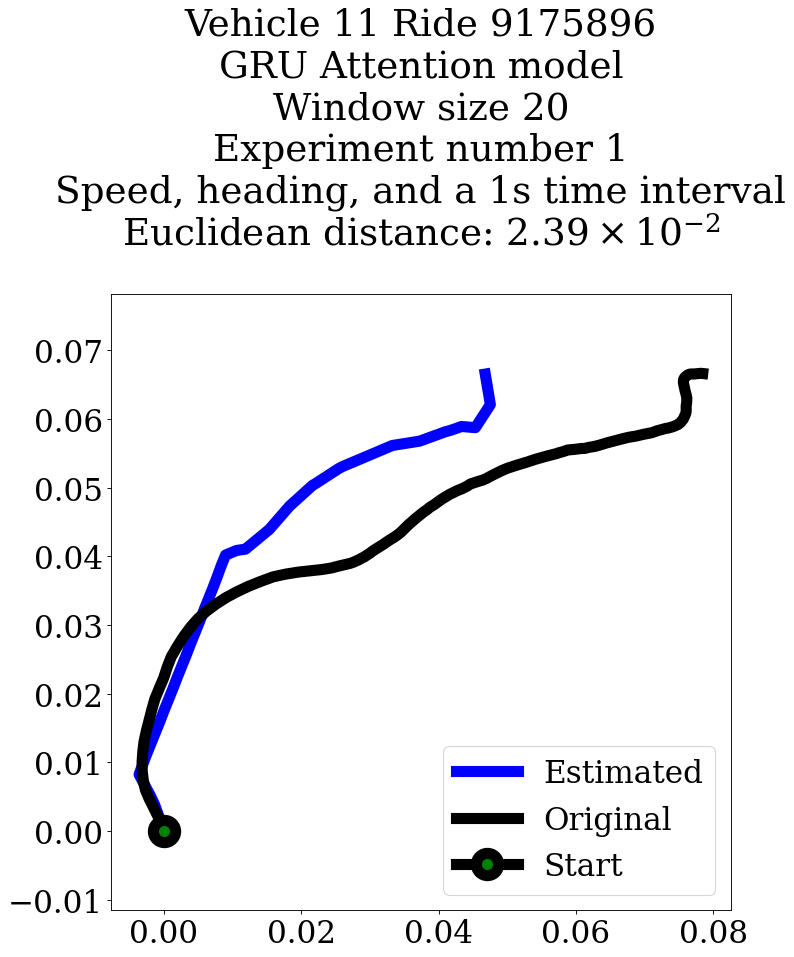 Vehicle 11 Ride 9175896
GRU Attention model
Window size 20
Experiment number 1
Speed, heading, and a 1s time interval
Euclidean distance: 2.39 × 10⁻²
0.07
0.06
0.05
0.04
0.03
0.02
0.01
0.00
−0.01
Estimated
Original
Start
0.00 0.02 0.04 0.06 0.08